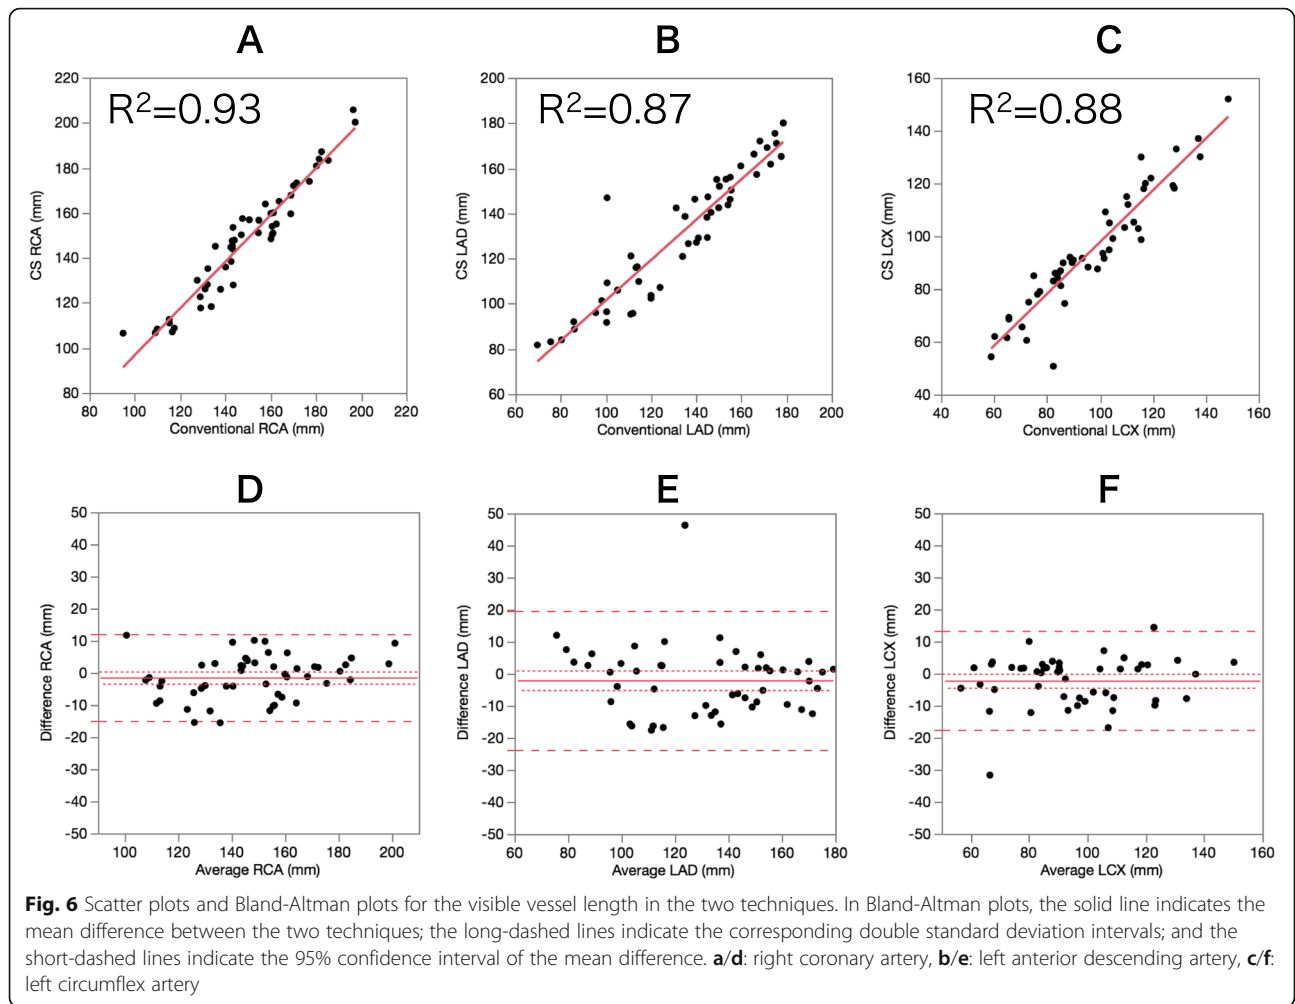 A
B
C
R2=0.93
R2=0.87
R2=0.88
220
200
180
160
140
120
100
80
CS RCA (mm)
80 100 120 140 160 180 200 220
Conventional RCA (mm)
200
180
160
140
120
100
80
60
CS LAD (mm)
60 80 100 120 140 160 180 200
Conventional LAD (mm)
160
140
120
100
80
60
40
CS LCX (mm)
40 60 80 100 120 140 160
Conventional LCX (mm)
D
E
F
50
40
30
20
10
0
-10
-20
-30
-40
-50
Difference RCA (mm)
100 120 140 160 180 200
Average RCA (mm)
50
40
30
20
10
0
-10
-20
-30
-40
-50
Difference LAD (mm)
60 80 100 120 140 160 180
Average LAD (mm)
50
40
30
20
10
0
-10
-20
-30
-40
-50
Difference LCX (mm)
60 80 100 120 140 160
Average LCX (mm)
Fig. 6 Scatter plots and Bland-Altman plots for the visible vessel length in the two techniques. In Bland-Altman plots, the solid line indicates the
mean difference between the two techniques; the long-dashed lines indicate the corresponding double standard deviation intervals; and the
short-dashed lines indicate the 95% confidence interval of the mean difference. a/d: right coronary artery, b/e: left anterior descending artery, c/f:
left circumflex artery